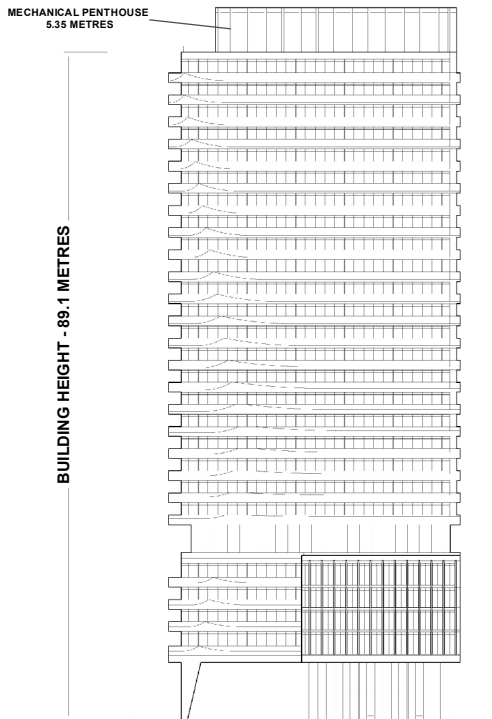 MECHANICAL PENTHOUSE
5.35 METRES
BUILDING HEIGHT - 89.1 METRES